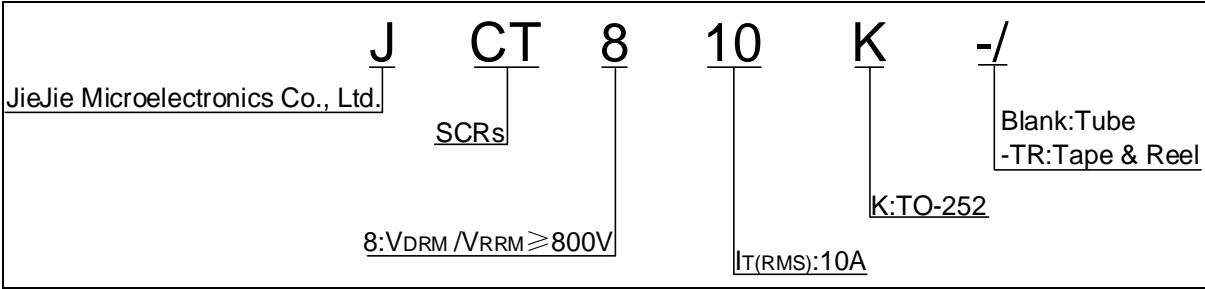 J CT 8 10 K -/
JieJie Microelectronics Co., Ltd.
SCRs
Blank:Tube
-TR:Tape & Reel
K:TO-252
8:VDRM /VRRM≥800V
IT(RMS):10A